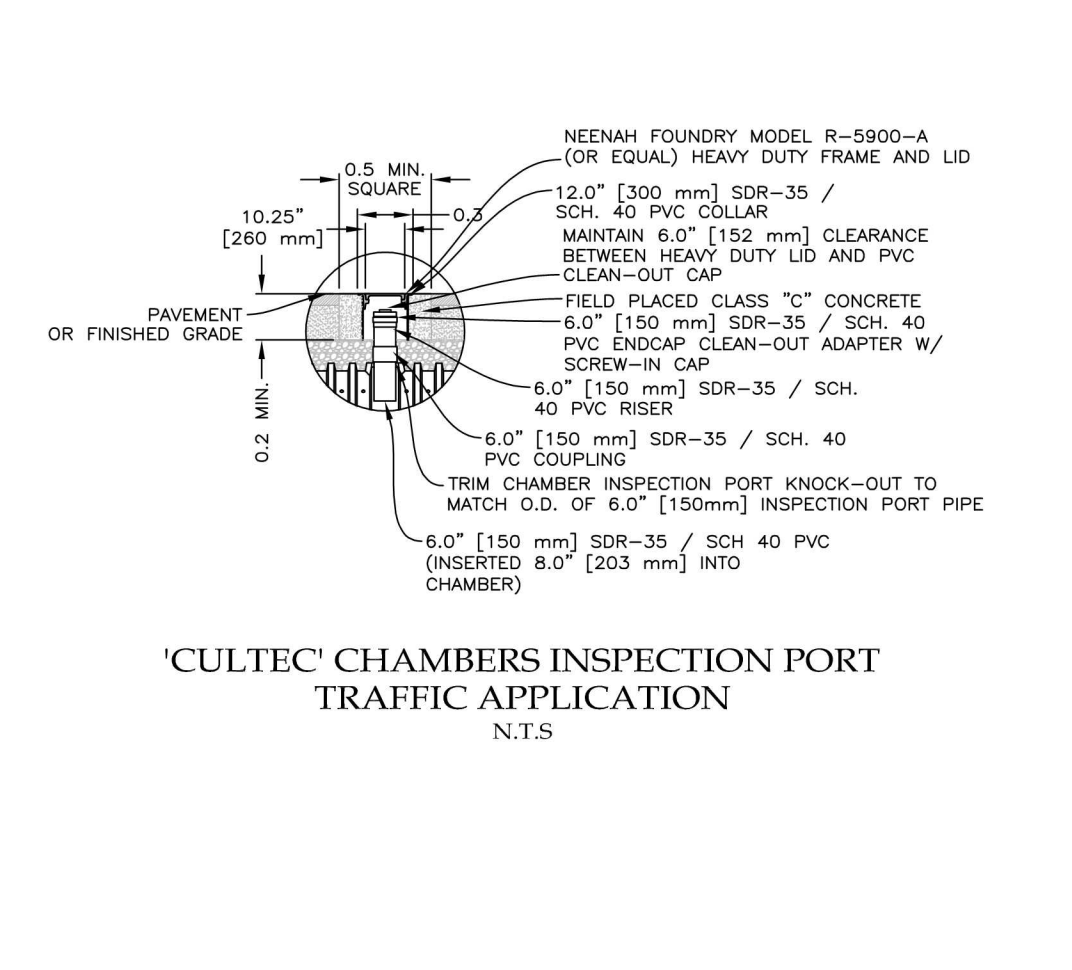 NEENAH FOUNDRY MODEL R-5900-A
(OR EQUAL) HEAVY DUTY FRAME AND LID
0.5 MIN.
SQUARE
12.0" [300 mm] SDR-35 /
SCH. 40 PVC COLLAR
10.25"
[260 mm]
0.3
MAINTAIN 6.0" [152 mm] CLEARANCE
BETWEEN HEAVY DUTY LID AND PVC
CLEAN-OUT CAP
FIELD PLACED CLASS "C" CONCRETE
PAVEMENT
OR FINISHED GRADE
6.0" [150 mm] SDR-35 / SCH. 40
PVC ENDCAP CLEAN-OUT ADAPTER W/
SCREW-IN CAP
6.0" [150 mm] SDR-35 / SCH.
40 PVC RISER
0.2 MIN.
6.0" [150 mm] SDR-35 / SCH. 40
PVC COUPLING
TRIM CHAMBER INSPECTION PORT KNOCK-OUT TO
MATCH O.D. OF 6.0" [150mm] INSPECTION PORT PIPE
6.0" [150 mm] SDR-35 / SCH 40 PVC
(INSERTED 8.0" [203 mm] INTO
CHAMBER)
'CULTEC' CHAMBERS INSPECTION PORT
TRAFFIC APPLICATION
N.T.S